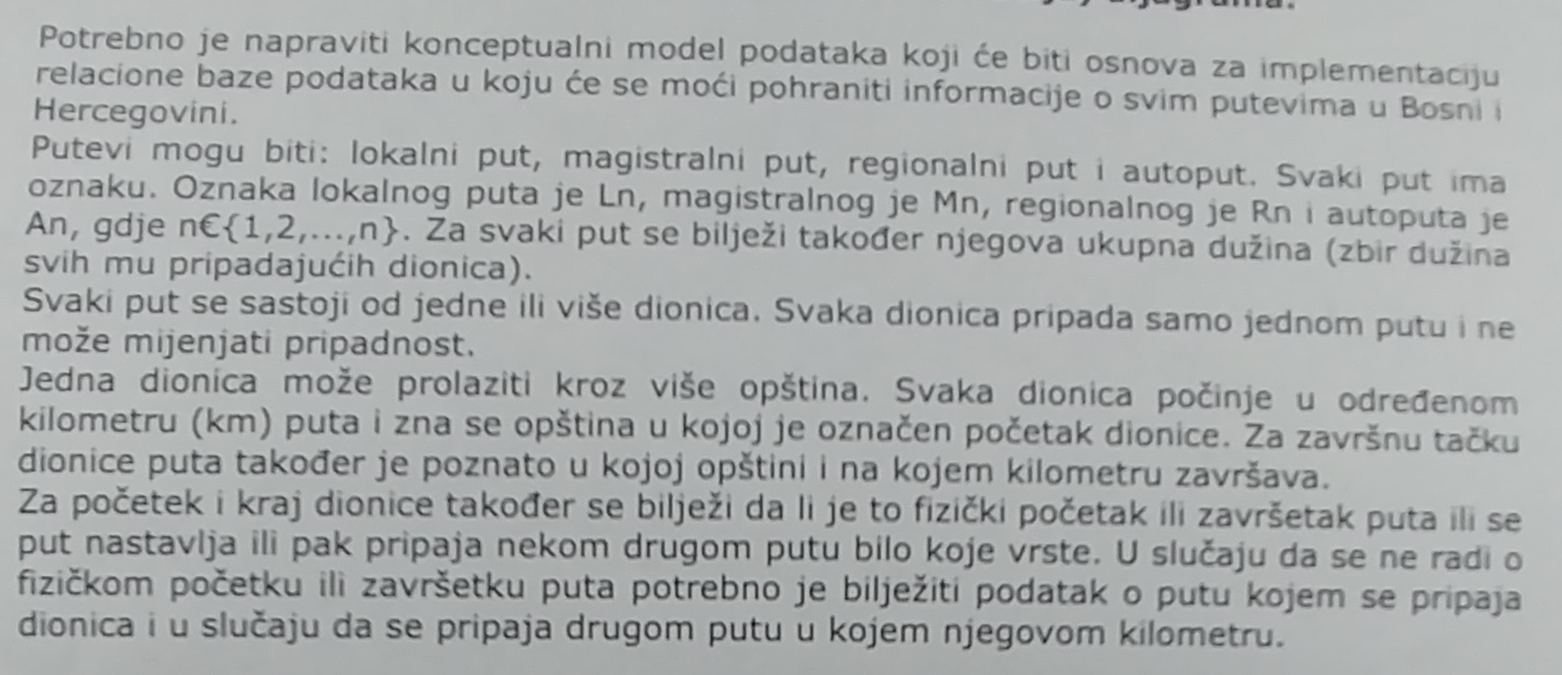 Potrebno je napraviti konceptualni model podataka koji će biti osnova za implementaciju
relacione baze podataka u koju će se moći pohraniti informacije o svim putevima u Bosni i
Hercegovini.
Putevi mogu biti: lokalni put, magistralni put, regionalni put i autoput. Svaki put ima
oznaku. Oznaka lokalnog puta je Ln, magistralnog je Mn, regionalnog je Rn i autoputa je
An, gdje n€{1,2,...,n}. Za svaki put se bilježi također njegova ukupna dužina (zbir dužina
svih mu pripadajućih dionica).
Svaki put se sastoji od jedne ili više dionica. Svaka dionica pripada samo jednom putu i ne
može mijenjati pripadnost.
Jedna dionica može prolaziti kroz više opština. Svaka dionica počinje u određenom
kilometru (km) puta i zna se opština u kojoj je označen početak dionice. Za završnu tačku
dionice puta također je poznato u kojoj opštini i na kojem kilometru završava.
Za početek i kraj dionice također se bilježi da li je to fizički početak ili završetak puta ili se
put nastavlja ili pak pripaja nekom drugom putu bilo koje vrste. U slučaju da se ne radi o
fizičkom početku ili završetku puta potrebno je bilježiti podatak o putu kojem se pripaja
dionica i u slučaju da se pripaja drugom putu u kojem njegovom kilometru.